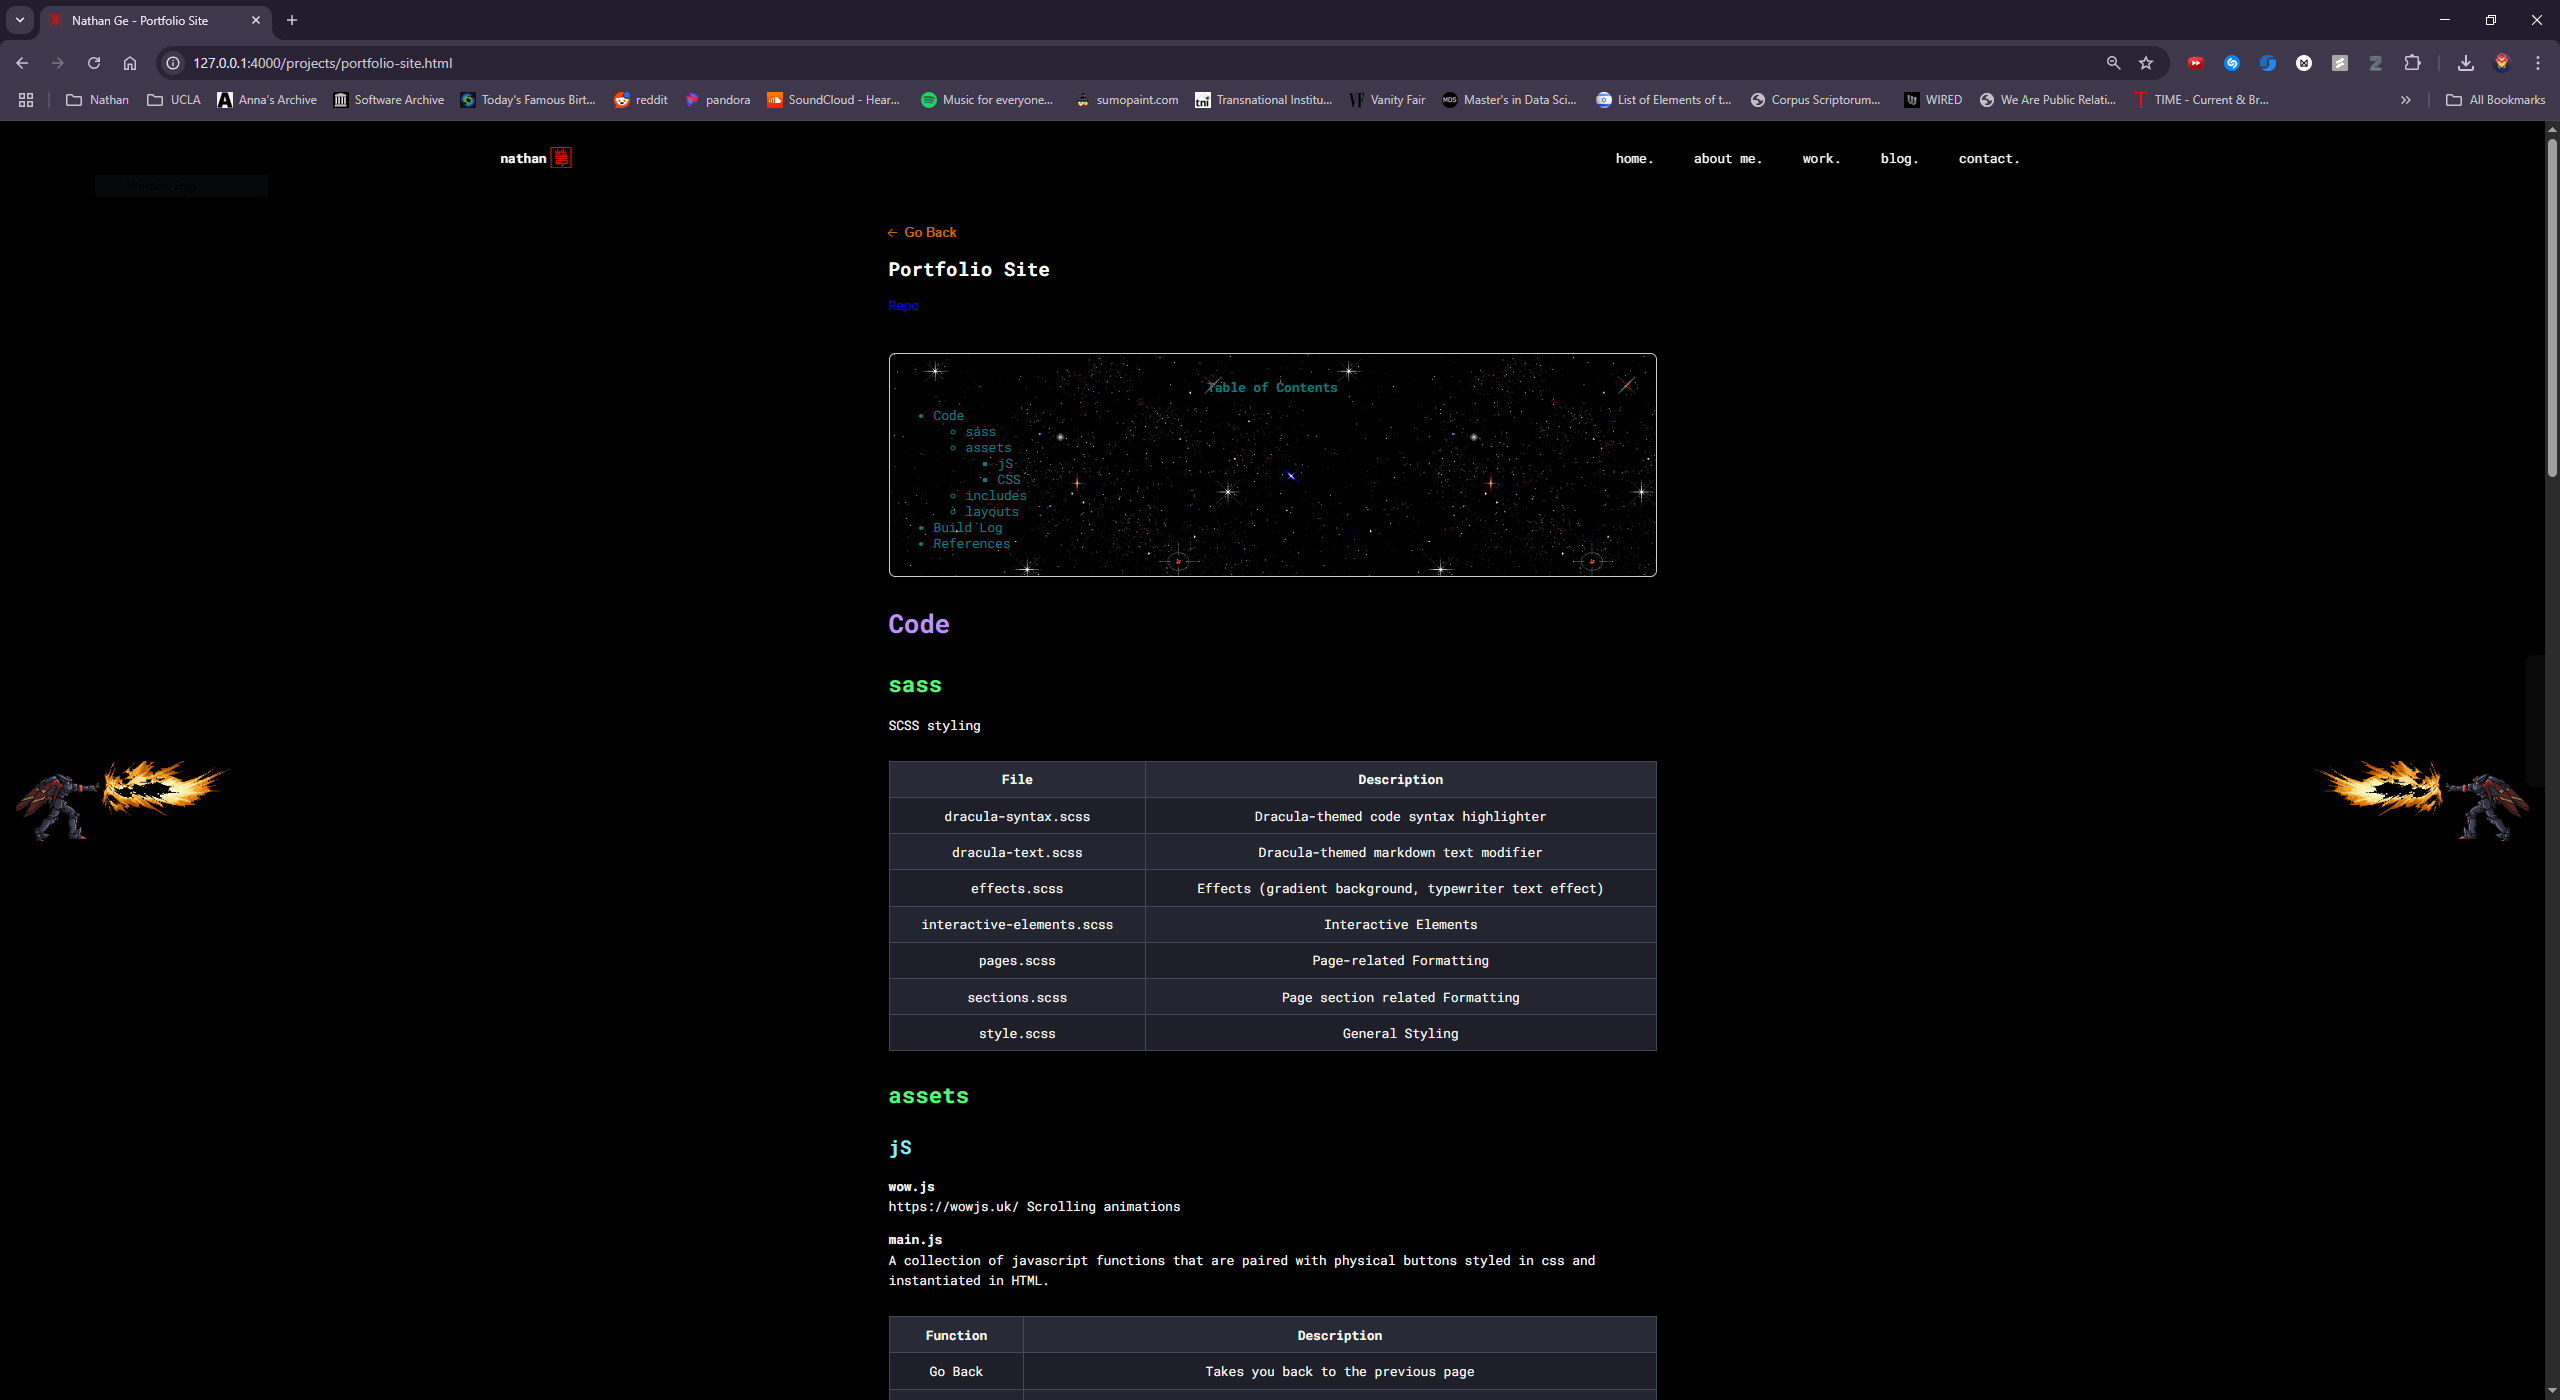 Nathan Ge - Portfolio Site
127.0.0.1:4000/projects/portfolio-site.html
Nathan UCLA Anna's Archive Software Archive Today's Famous Birt... reddit pandora SoundCloud - Hear... Music for everyone... sumopaint.com Transnational Institu... Vanity Fair Master's in Data Sci... List of Elements of t... Corpus Scriptorum... WIRED We Are Public Relati... TIME - Current & Br... All Bookmarks
nathan home. about me. work. blog. contact.
Window Snip
← Go Back
Portfolio Site
Repo
Table of Contents
Code
sass
assets
jS
CSS
includes
layouts
Build Log
References
Code
sass
SCSS styling
File Description
dracula-syntax.scss Dracula-themed code syntax highlighter
dracula-text.scss Dracula-themed markdown text modifier
effects.scss Effects (gradient background, typewriter text effect)
interactive-elements.scss Interactive Elements
pages.scss Page-related Formatting
sections.scss Page section related Formatting
style.scss General Styling
assets
jS
wow.js
https://wowjs.uk/ Scrolling animations
main.js
A collection of javascript functions that are paired with physical buttons styled in css and
instantiated in HTML.
Function Description
Go Back Takes you back to the previous page